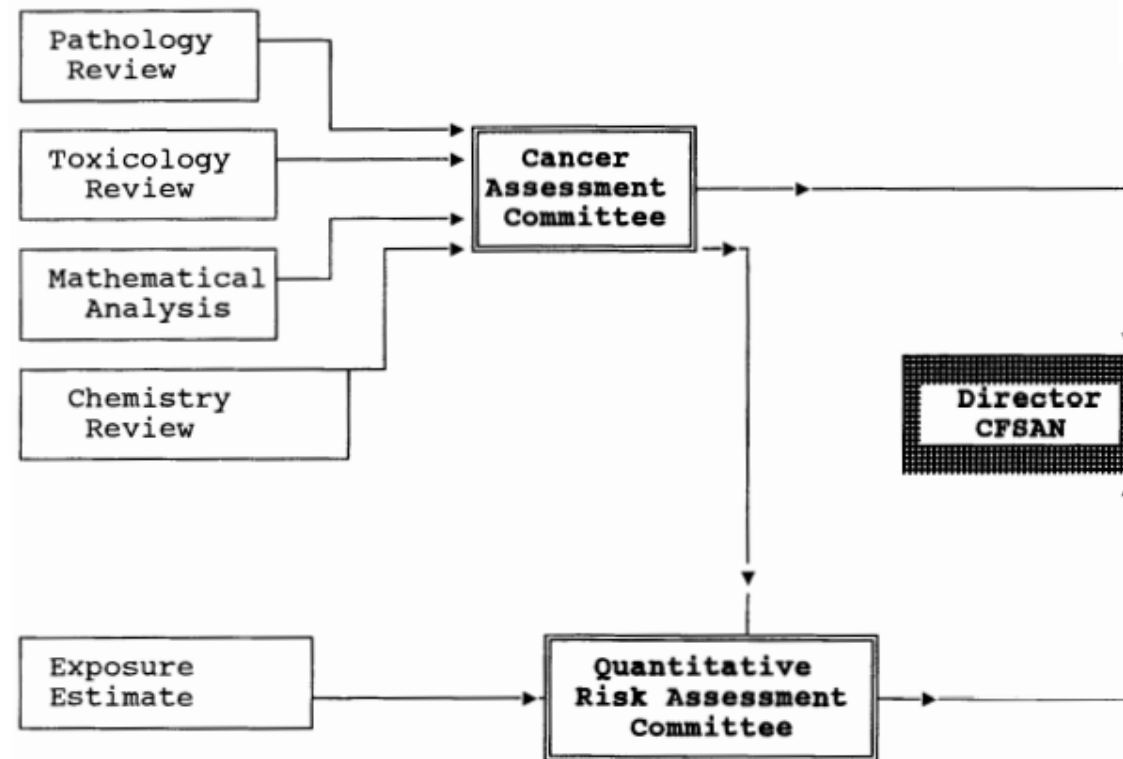 Pathology
Review
Toxicology
Review
Mathematical
Analysis
Chemistry
Review
Cancer
Assessment
Committee
Director
CFSAN
Exposure
Estimate
Quantitative
Risk Assessment
Committee